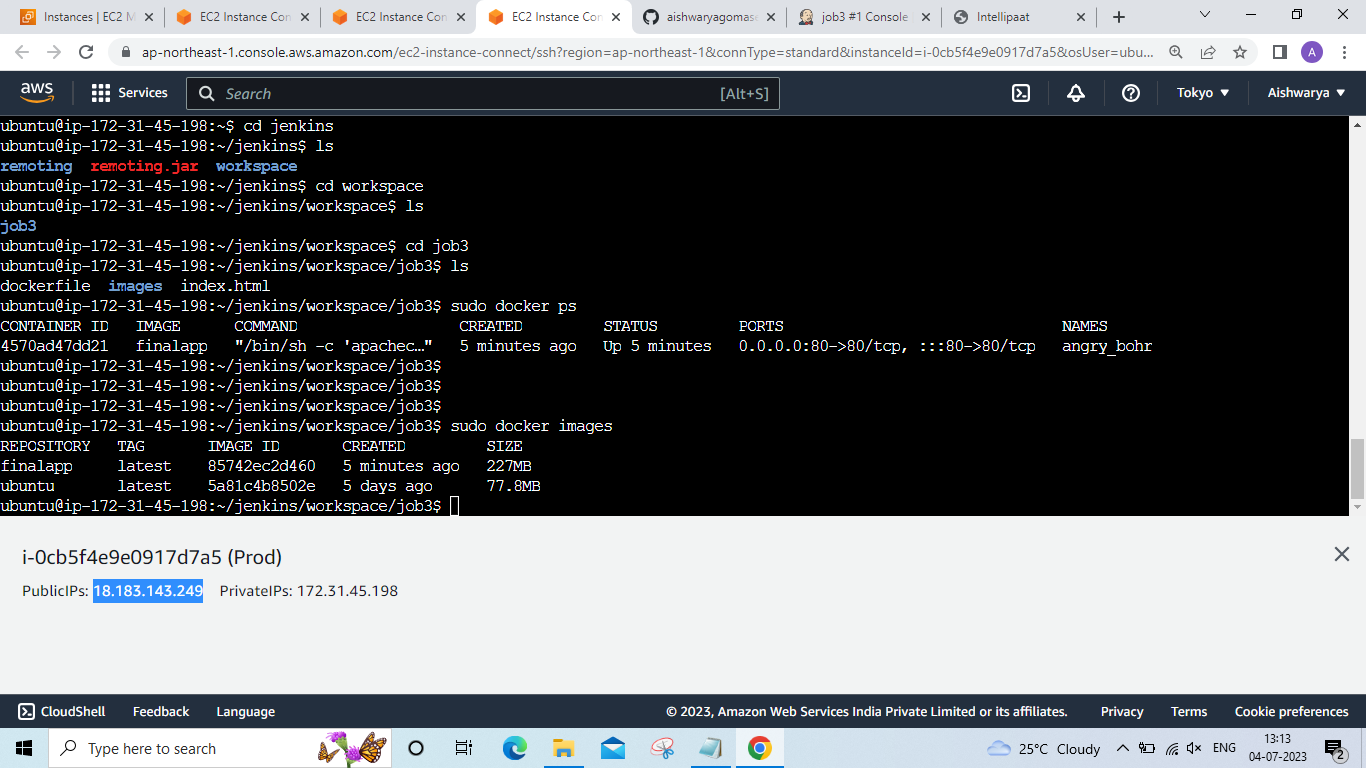 Instances | EC2 M
EC2 Instance Con
EC2 Instance Con
EC2 Instance Con
aishwaryagomase
job3 #1 Console
Intellipaat
ap-northeast-1.console.aws.amazon.com/ec2-instance-connect/ssh?region=ap-northeast-1&connType=standard&instanceId=i-0cb5f4e9e0917d7a5&osUser=ubu...
A
aws
Services
Search
[Alt+S]
Tokyo
Aishwarya
ubuntu@ip-172-31-45-198:~$ cd jenkins
ubuntu@ip-172-31-45-198:~/jenkins$ ls
remoting remoting.jar workspace
ubuntu@ip-172-31-45-198:~/jenkins$ cd workspace
ubuntu@ip-172-31-45-198:~/jenkins/workspace$ ls
job3
ubuntu@ip-172-31-45-198:~/jenkins/workspace$ cd job3
ubuntu@ip-172-31-45-198:~/jenkins/workspace/job3$ ls
dockerfile images index.html
ubuntu@ip-172-31-45-198:~/jenkins/workspace/job3$ sudo docker ps
CONTAINER ID IMAGE COMMAND CREATED STATUS PORTS NAMES
4570ad47dd21 finalapp "/bin/sh -c 'apachec…" 5 minutes ago Up 5 minutes 0.0.0.0:80->80/tcp, :::80->80/tcp angry_bohr
ubuntu@ip-172-31-45-198:~/jenkins/workspace/job3$
ubuntu@ip-172-31-45-198:~/jenkins/workspace/job3$
ubuntu@ip-172-31-45-198:~/jenkins/workspace/job3$
ubuntu@ip-172-31-45-198:~/jenkins/workspace/job3$ sudo docker images
REPOSITORY TAG IMAGE ID CREATED SIZE
finalapp latest 85742ec2d460 5 minutes ago 227MB
ubuntu latest 5a81c4b8502e 5 days ago 77.8MB
ubuntu@ip-172-31-45-198:~/jenkins/workspace/job3$
i-0cb5f4e9e0917d7a5 (Prod)
PublicIPs: 18.183.143.249 PrivateIPs: 172.31.45.198
CloudShell Feedback Language © 2023, Amazon Web Services India Private Limited or its affiliates. Privacy Terms Cookie preferences
Type here to search
25°C Cloudy
ENG
13:13
04-07-2023
2